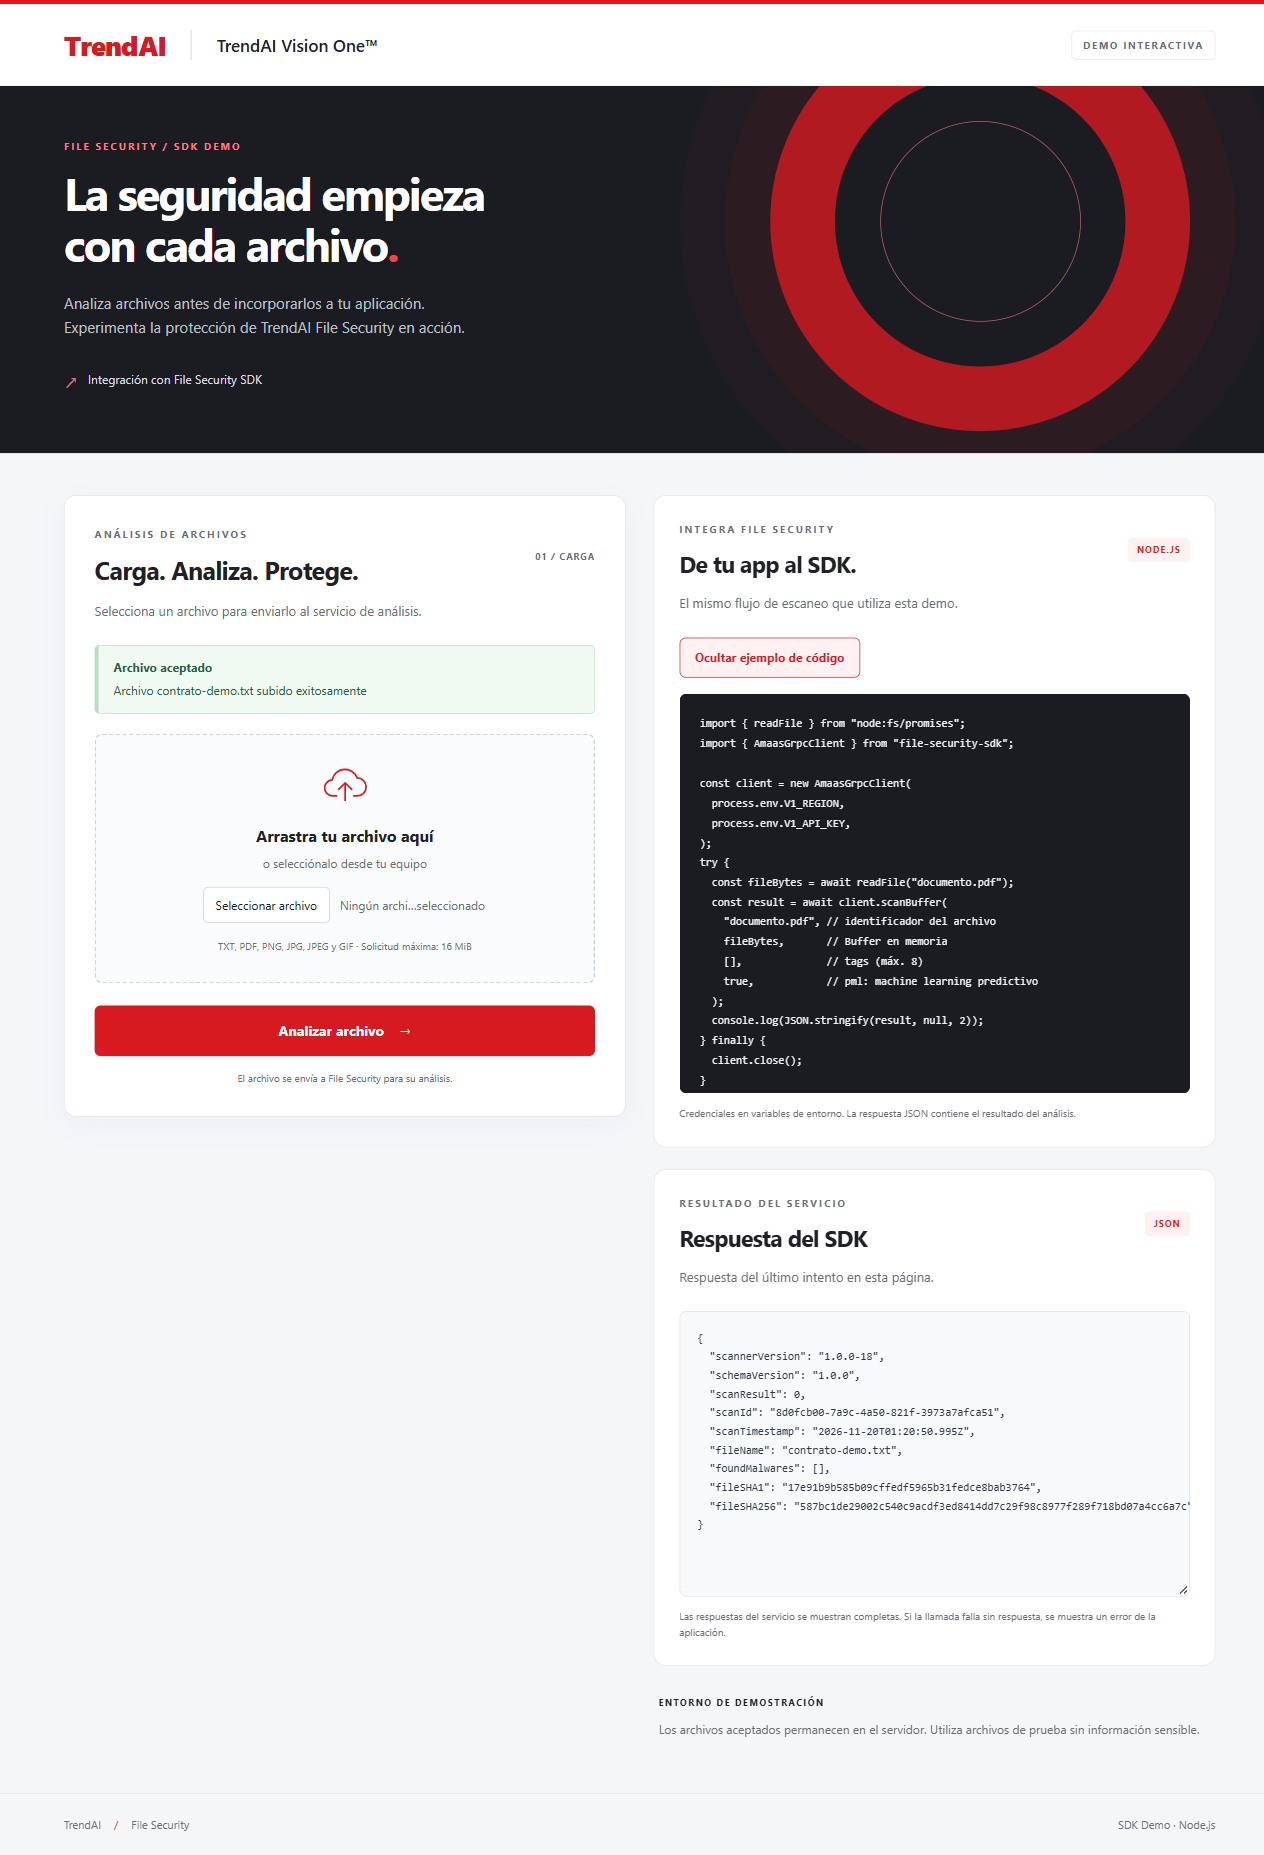 TrendAI
TrendAI Vision One™
DEMO INTERACTIVA
FILE SECURITY / SDK DEMO
La seguridad empieza
con cada archivo.
Analiza archivos antes de incorporarlos a tu aplicación.
Experimenta la protección de TrendAI File Security en acción.
↗ Integración con File Security SDK
ANÁLISIS DE ARCHIVOS
01 / CARGA
Carga. Analiza. Protege.
Selecciona un archivo para enviarlo al servicio de análisis.
Archivo aceptado
Archivo contrato-demo.txt subido exitosamente
Arrastra tu archivo aquí
o selecciónalo desde tu equipo
Seleccionar archivo Ningún archi...seleccionado
TXT, PDF, PNG, JPG, JPEG y GIF · Solicitud máxima: 16 MiB
Analizar archivo →
El archivo se envía a File Security para su análisis.
INTEGRA FILE SECURITY
NODE.JS
De tu app al SDK.
El mismo flujo de escaneo que utiliza esta demo.
Ocultar ejemplo de código
import { readFile } from "node:fs/promises";
import { AmaasGrpcClient } from "file-security-sdk";
const client = new AmaasGrpcClient(
  process.env.V1_REGION,
  process.env.V1_API_KEY,
);
try {
  const fileBytes = await readFile("documento.pdf");
  const result = await client.scanBuffer(
    "documento.pdf", // identificador del archivo
    fileBytes,       // Buffer en memoria
    [],              // tags (máx. 8)
    true,            // pml: machine learning predictivo
  );
  console.log(JSON.stringify(result, null, 2));
} finally {
  client.close();
}
Credenciales en variables de entorno. La respuesta JSON contiene el resultado del análisis.
RESULTADO DEL SERVICIO
JSON
Respuesta del SDK
Respuesta del último intento en esta página.
{
  "scannerVersion": "1.0.0-18",
  "schemaVersion": "1.0.0",
  "scanResult": 0,
  "scanId": "8d0fcb00-7a9c-4a50-821f-3973a7afca51",
  "scanTimestamp": "2026-11-20T01:20:50.995Z",
  "fileName": "contrato-demo.txt",
  "foundMalwares": [],
  "fileSHA1": "17e91b9b585b09cffedf5965b31fedce8bab3764",
  "fileSHA256": "587bc1de29002c540c9acdf3ed8414dd7c29f98c8977f289f718bd07a4cc6a7c"
}
Las respuestas del servicio se muestran completas. Si la llamada falla sin respuesta, se muestra un error de la
aplicación.
ENTORNO DE DEMOSTRACIÓN
Los archivos aceptados permanecen en el servidor. Utiliza archivos de prueba sin información sensible.
TrendAI / File Security
SDK Demo · Node.js